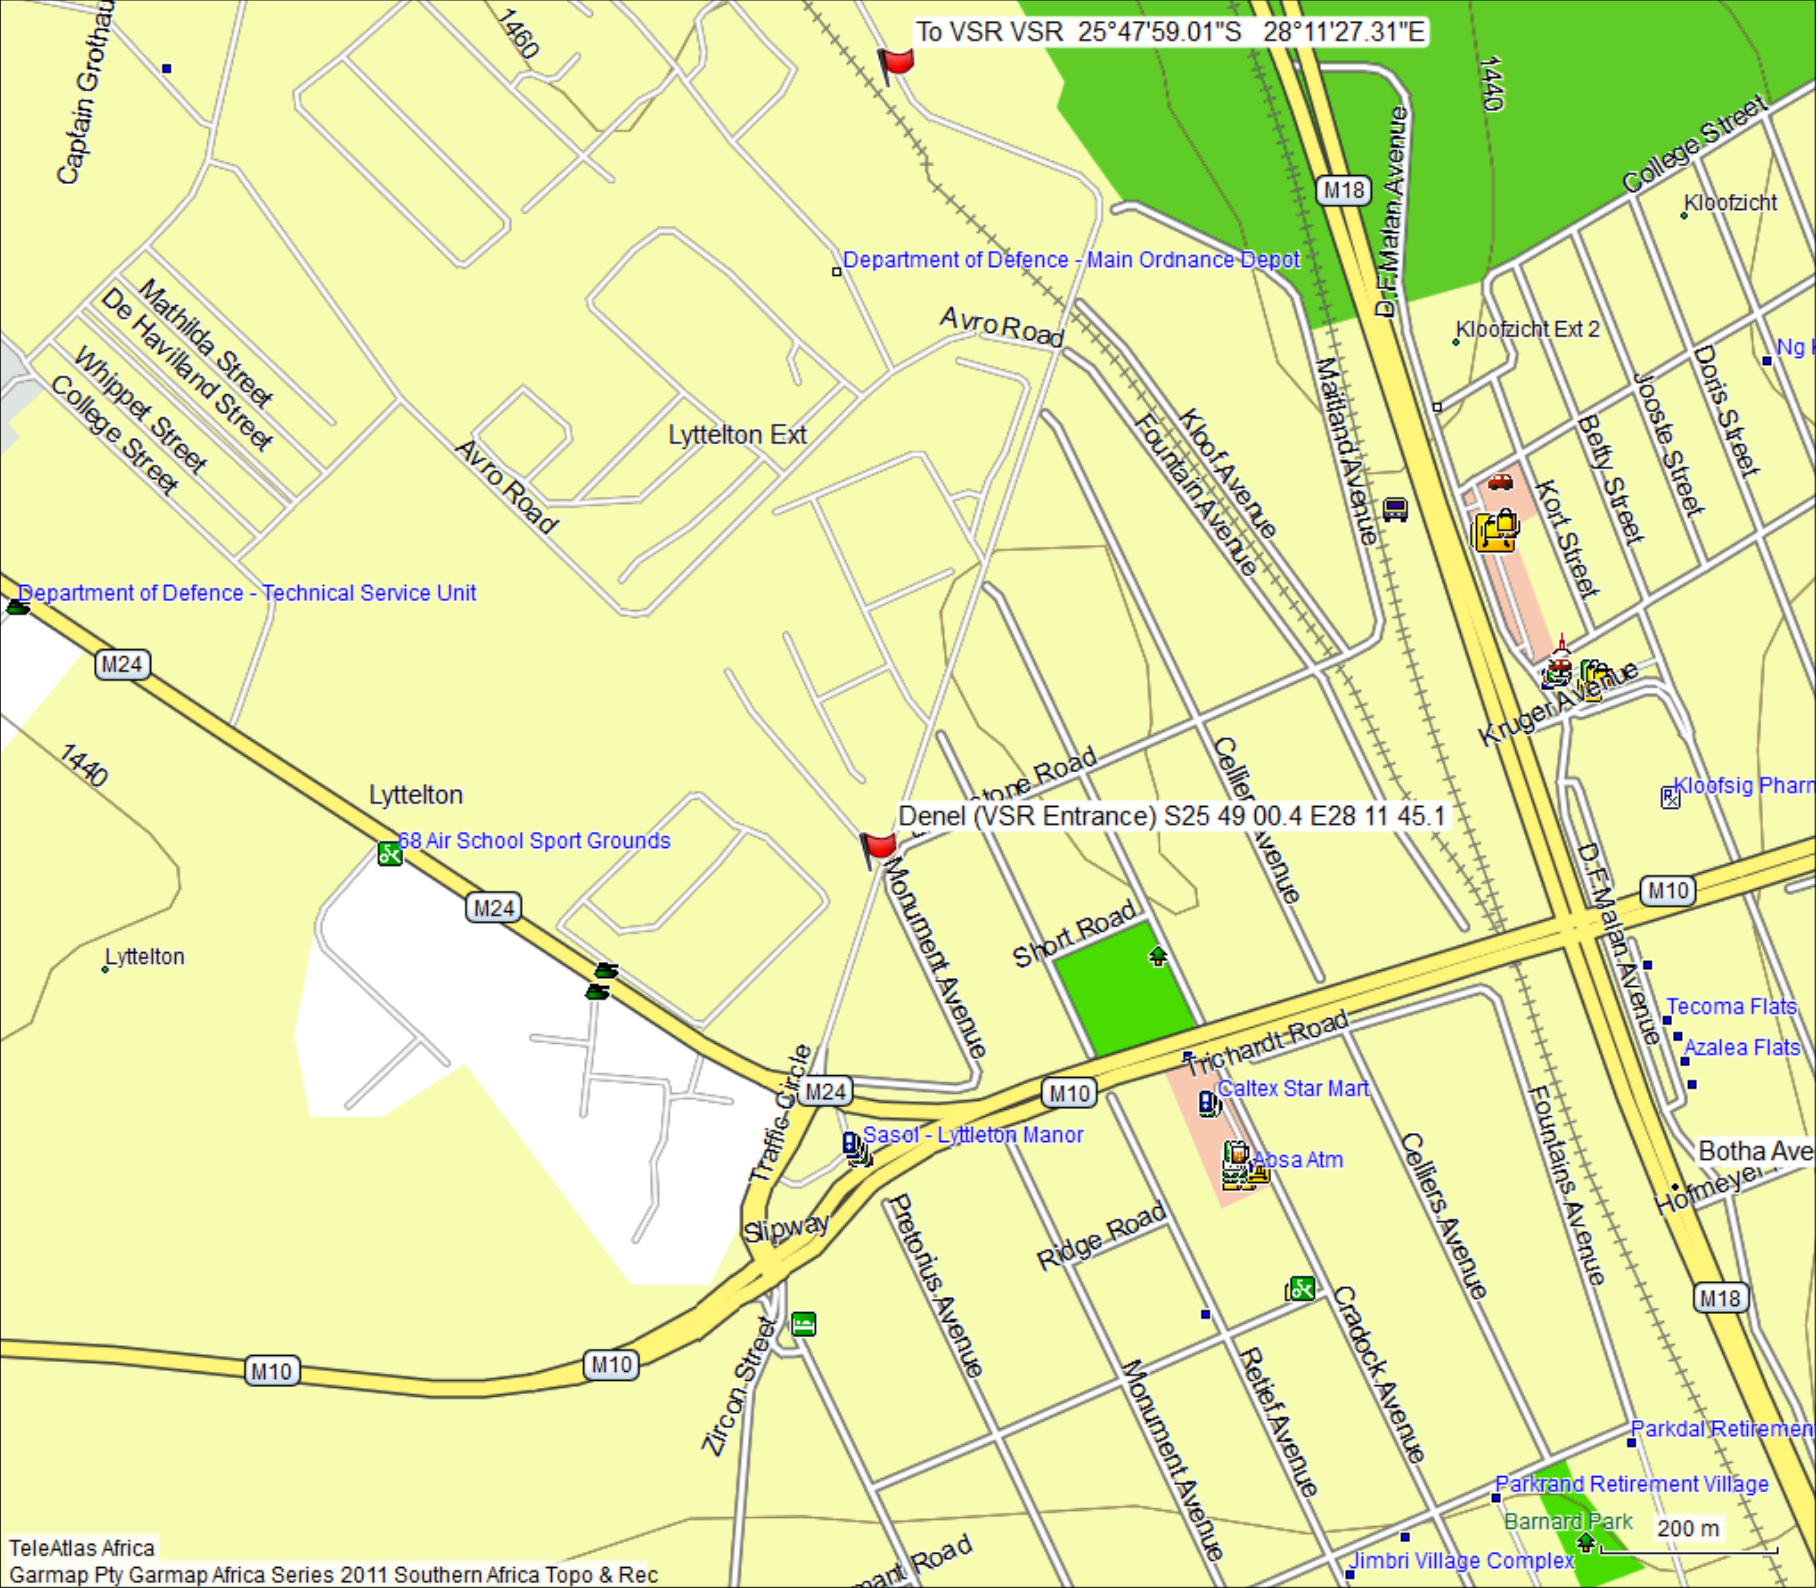 Captain Grothau
1460
To VSR VSR  25°47'59.01"S   28°11'27.31"E
1440
College Street
M18
D.F.Malan Avenue
Kloofzicht
Department of Defence - Main Ordnance Depot
Mathilda Street
De Havilland Street
Whippet Street
College Street
Avro Road
Kloofzicht Ext 2
Ng
Maitland Avenue
Doris Street
Jooste Street
Betty Street
Kort Street
Kloof Avenue
Fountain Avenue
Lyttelton Ext
Avro Road
Department of Defence - Technical Service Unit
M24
Kruger Avenue
1440
Celliers Avenue
stone Road
Kloofsig Pharm
Lyttelton
Denel (VSR Entrance) S25 49 00.4 E28 11 45.1
68 Air School Sport Grounds
Monument Avenue
D.F.Malan Avenue
M10
M24
Short Road
Lyttelton
Tecoma Flats
Trichardt Road
Azalea Flats
Traffic Circle
M24
M10
Caltex Star Mart
Sasol - Lyttleton Manor
Absa Atm
Botha Ave
Hofmeyer
Celliers Avenue
Fountains Avenue
Slipway
Pretorius Avenue
Ridge Road
M18
Cradock Avenue
Zircon Street
M10
M10
Monument Avenue
Retief Avenue
Parkdal Retiremen
Parkrand Retirement Village
Barnard Park
200 m
TeleAtlas Africa
mant Road
Jimbri Village Complex
Garmap Pty Garmap Africa Series 2011 Southern Africa Topo & Rec